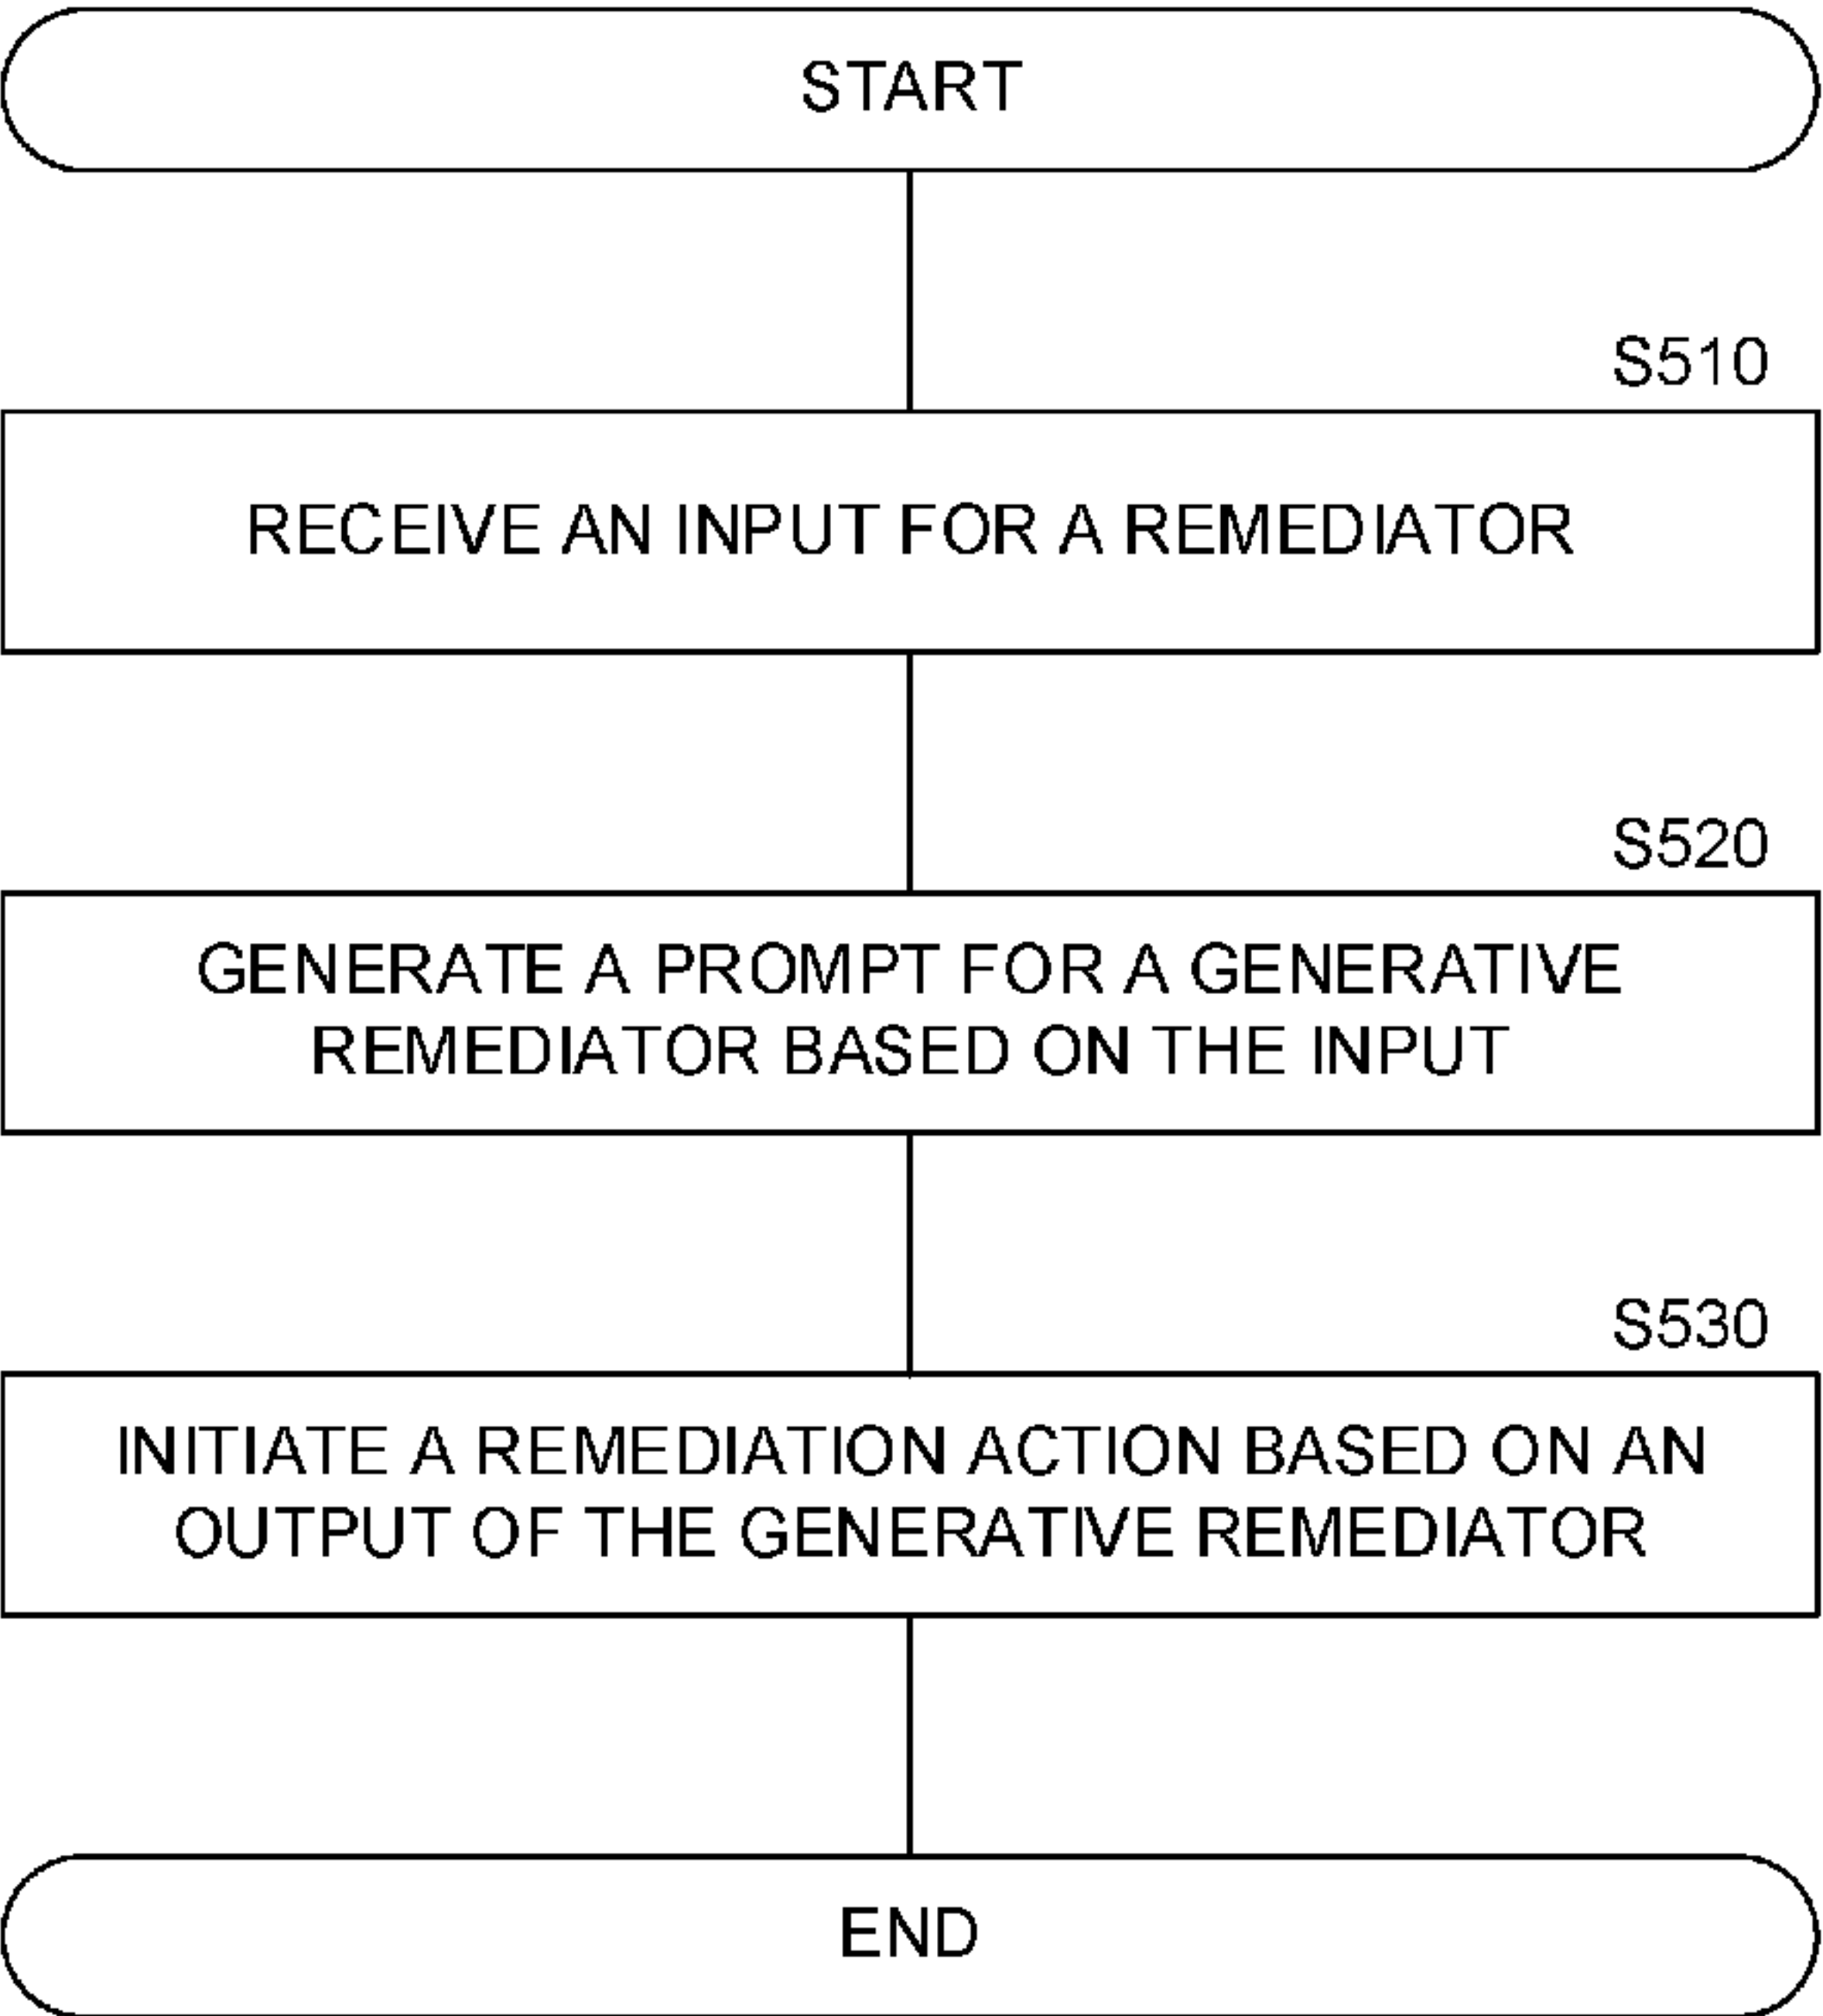 START
S510
RECEIVE AN INPUT FOR A REMEDIATOR
S520
GENERATE A PROMPT FOR A GENERATIVE
REMEDIATOR BASED ON THE INPUT
S530
INITIATE A REMEDIATION ACTION BASED ON AN
OUTPUT OF THE GENERATIVE REMEDIATOR
END